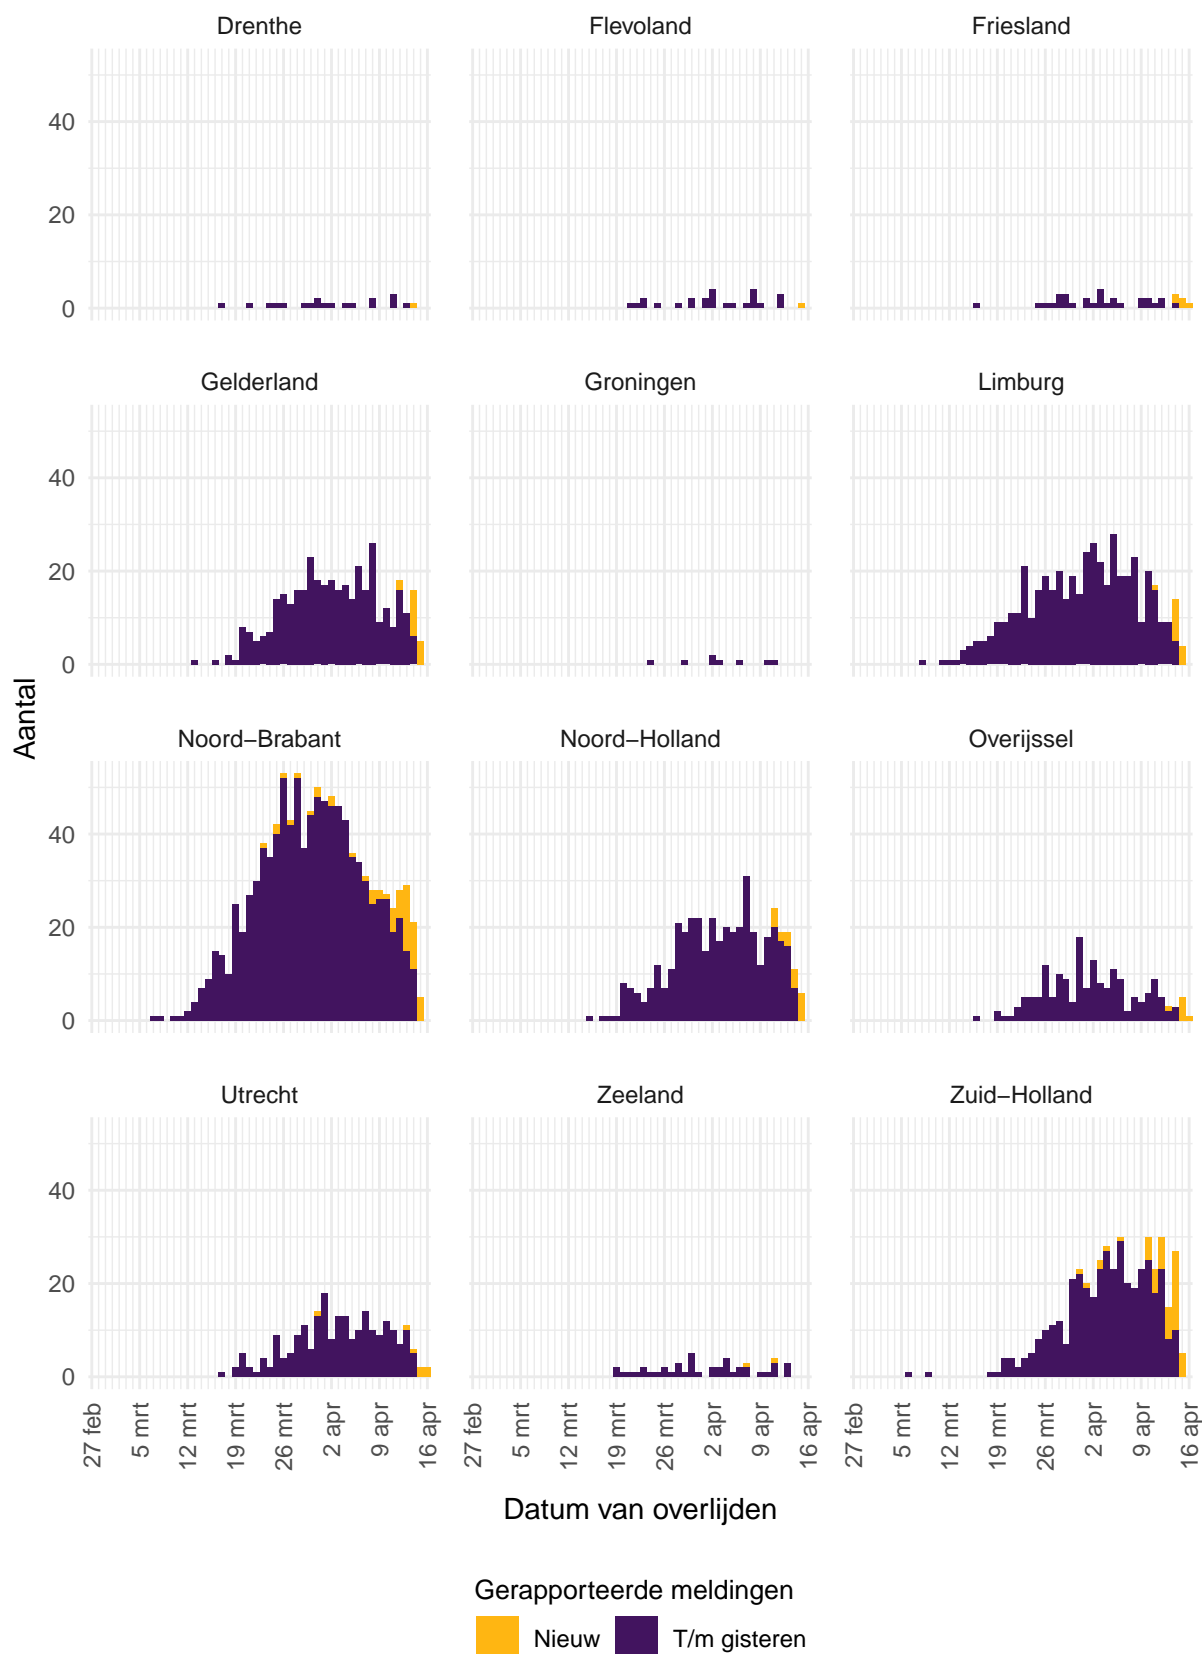 Drenthe Flevoland Friesland
40
20
0
Gelderland Groningen Limburg
40
20
0
Aantal
Noord−Brabant Noord−Holland Overijssel
40
20
0
Utrecht Zeeland Zuid−Holland
40
20
0
27 feb 5 mrt 12 mrt 19 mrt 26 mrt 2 apr 9 apr 16 apr 27 feb 5 mrt 12 mrt 19 mrt 26 mrt 2 apr 9 apr 16 apr 27 feb 5 mrt 12 mrt 19 mrt 26 mrt 2 apr 9 apr 16 apr
Datum van overlijden
Gerapporteerde meldingen
Nieuw T/m gisteren